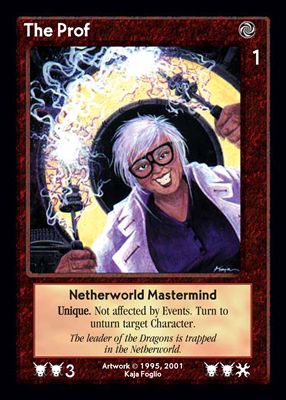 The Prof
1
Kaja
Netherworld Mastermind
Unique. Not affected by Events. Turn to
unturn target Character.
The leader of the Dragons is trapped
in the Netherworld.
3
Artwork © 1995, 2001
Kaja Foglio